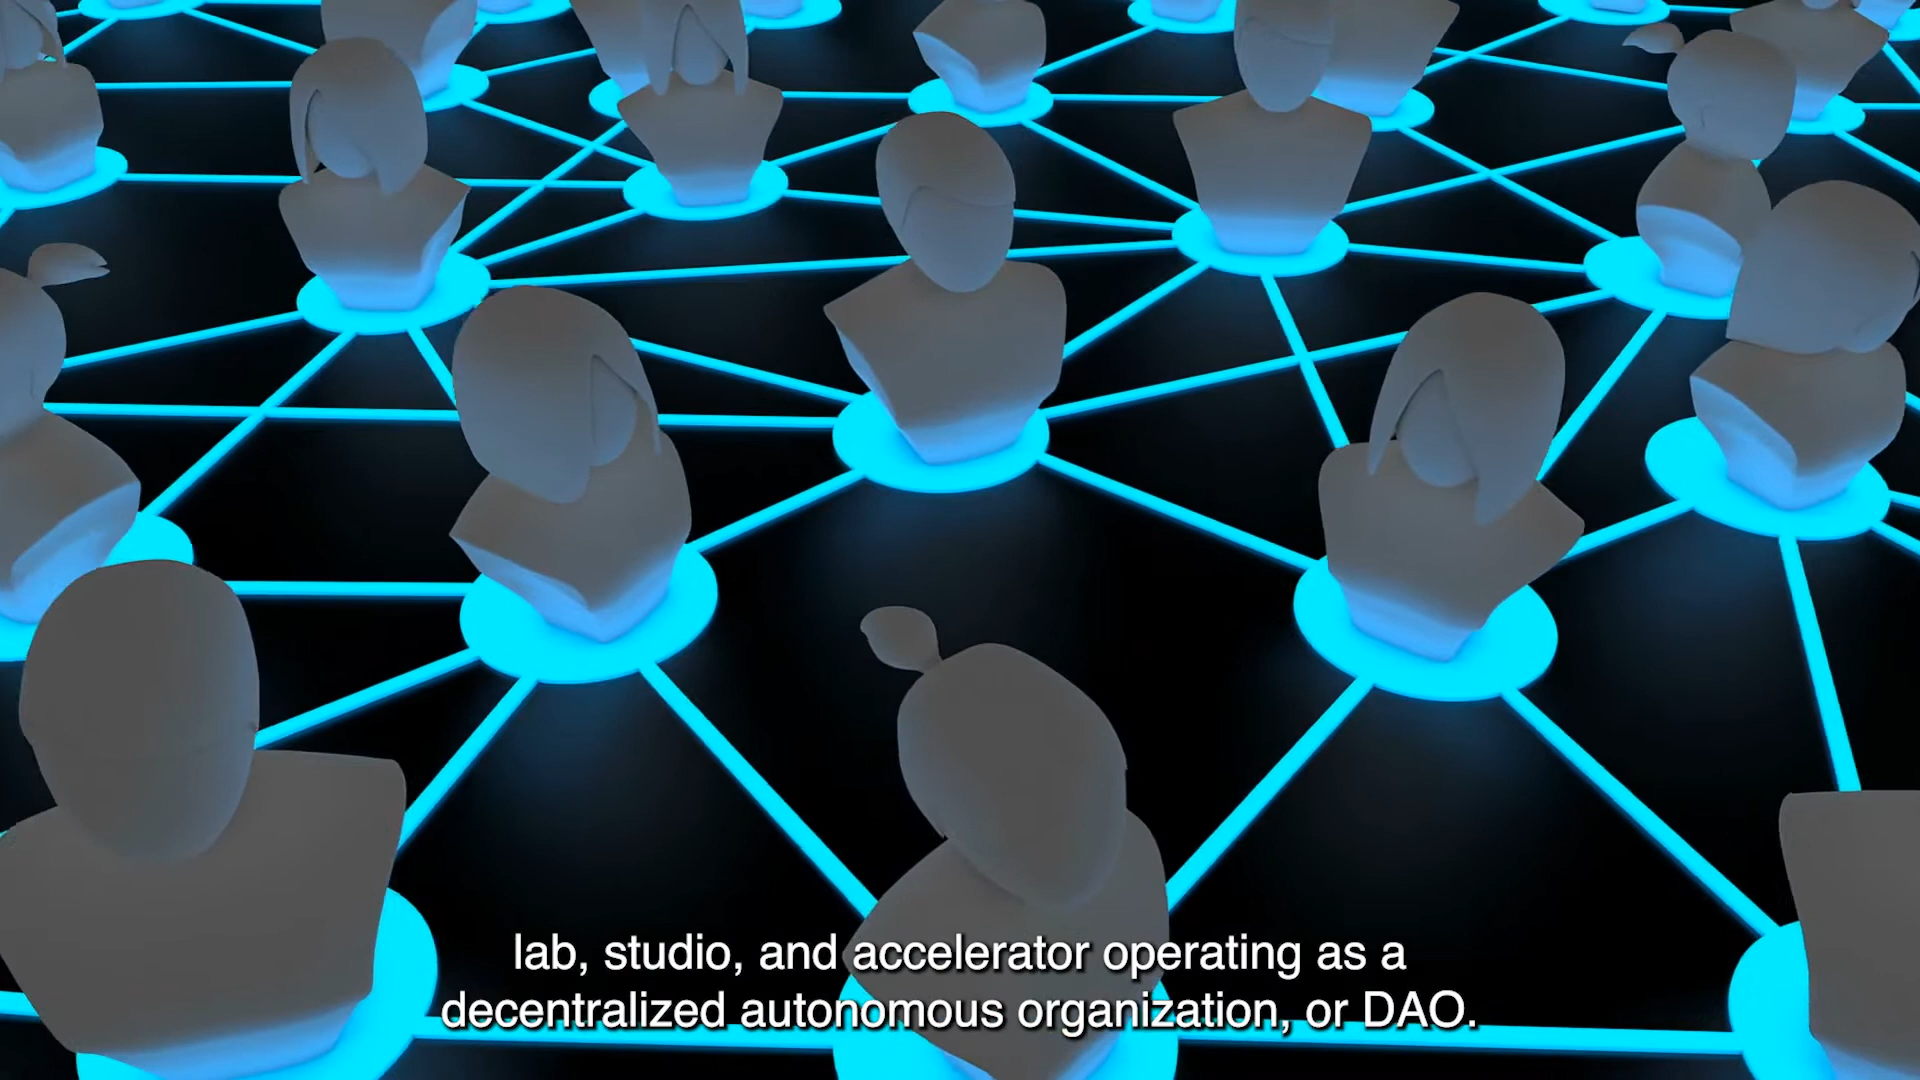 lab, studio, and accelerator operating as a
decentralized autonomous organization, or DAO.